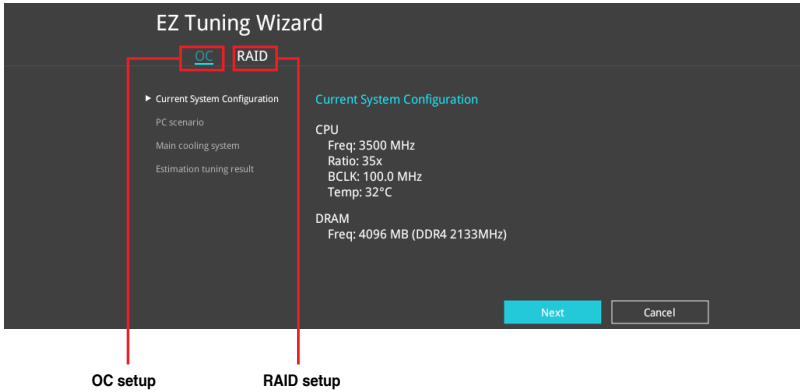 EZ Tuning Wizard
OC RAID
Current System Configuration
PC scenario
Main cooling system
Estimation tuning result
Current System Configuration
CPU
Freq: 3500 MHz
Ratio: 35x
BCLK: 100.0 MHz
Temp: 32°C
DRAM
Freq: 4096 MB (DDR4 2133MHz)
Next Cancel
OC setup RAID setup